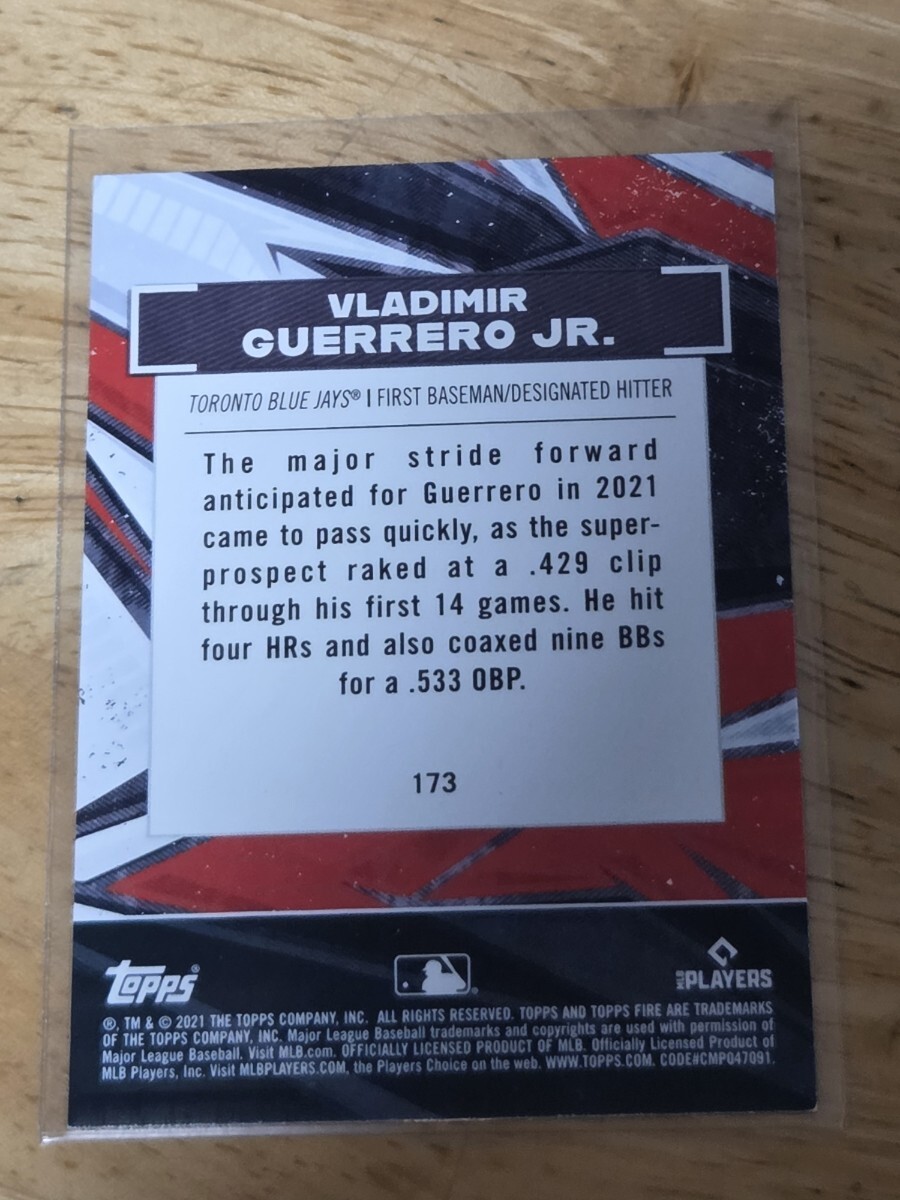 VLADIMIR
GUERRERO JR.
TORONTO BLUE JAYS® | FIRST BASEMAN/DESIGNATED HITTER
The major stride forward
anticipated for Guerrero in 2021
came to pass quickly, as the super-
prospect raked at a .429 clip
through his first 14 games. He hit
four HRs and also coaxed nine BBs
for a .533 OBP.
173
Topps®
MLB PLAYERS
®, TM & © 2021 THE TOPPS COMPANY, INC. ALL RIGHTS RESERVED. TOPPS AND TOPPS FIRE ARE TRADEMARKS
OF THE TOPPS COMPANY, INC. Major League Baseball trademarks and copyrights are used with permission of
Major League Baseball. Visit MLB.com. OFFICIALLY LICENSED PRODUCT OF MLB. Officially Licensed Product of
MLB Players, Inc. Visit MLBPLAYERS.COM, the Players Choice on the web. WWW.TOPPS.COM. CODE#CMP047091.